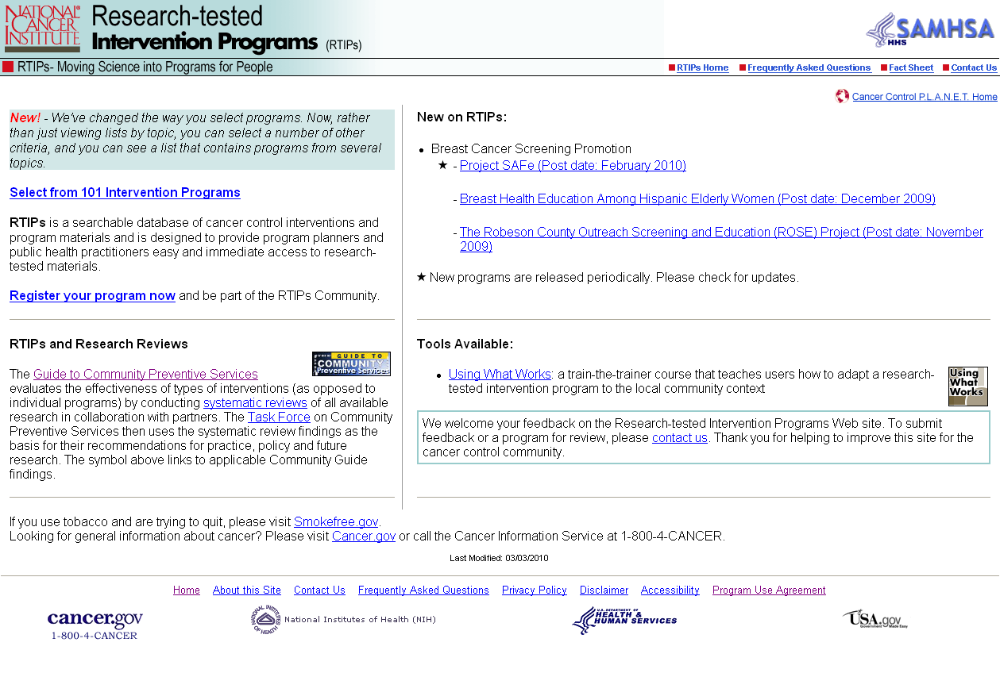 NATIONAL
CANCER
INSTITUTE
Research-tested
Intervention Programs (RTIPs)
SAMHSA
HHS
RTIPs- Moving Science into Programs for People
RTIPs Home Frequently Asked Questions Fact Sheet Contact Us
Cancer Control P.L.A.N.E.T. Home
New! - We've changed the way you select programs. Now, rather
than just viewing lists by topic, you can select a number of other
criteria, and you can see a list that contains programs from several
topics.
Select from 101 Intervention Programs
RTIPs is a searchable database of cancer control interventions and
program materials and is designed to provide program planners and
public health practitioners easy and immediate access to research-
tested materials.
Register your program now and be part of the RTIPs Community.
New on RTIPs:
• Breast Cancer Screening Promotion
★ - Project SAFe (Post date: February 2010)
- Breast Health Education Among Hispanic Elderly Women (Post date: December 2009)
- The Robeson County Outreach Screening and Education (ROSE) Project (Post date: November
2009)
★ New programs are released periodically. Please check for updates.
RTIPs and Research Reviews
GUIDE TO
COMMUNITY
Preventive Services
The Guide to Community Preventive Services
evaluates the effectiveness of types of interventions (as opposed to
individual programs) by conducting systematic reviews of all available
research in collaboration with partners. The Task Force on Community
Preventive Services then uses the systematic review findings as the
basis for their recommendations for practice, policy and future
research. The symbol above links to applicable Community Guide
findings.
Tools Available:
• Using What Works: a train-the-trainer course that teaches users how to adapt a research-
tested intervention program to the local community context
Using
What
Works
We welcome your feedback on the Research-tested Intervention Programs Web site. To submit
feedback or a program for review, please contact us. Thank you for helping to improve this site for the
cancer control community.
If you use tobacco and are trying to quit, please visit Smokefree.gov.
Looking for general information about cancer? Please visit Cancer.gov or call the Cancer Information Service at 1-800-4-CANCER.
Last Modified: 03/03/2010
Home About this Site Contact Us Frequently Asked Questions Privacy Policy Disclaimer Accessibility Program Use Agreement
cancer.gov
1-800-4-CANCER
NATIONAL INSTITUTES OF HEALTH
National Institutes of Health (NIH)
U.S. DEPARTMENT OF
HEALTH &
HUMAN SERVICES
USA.gov
Government Made Easy